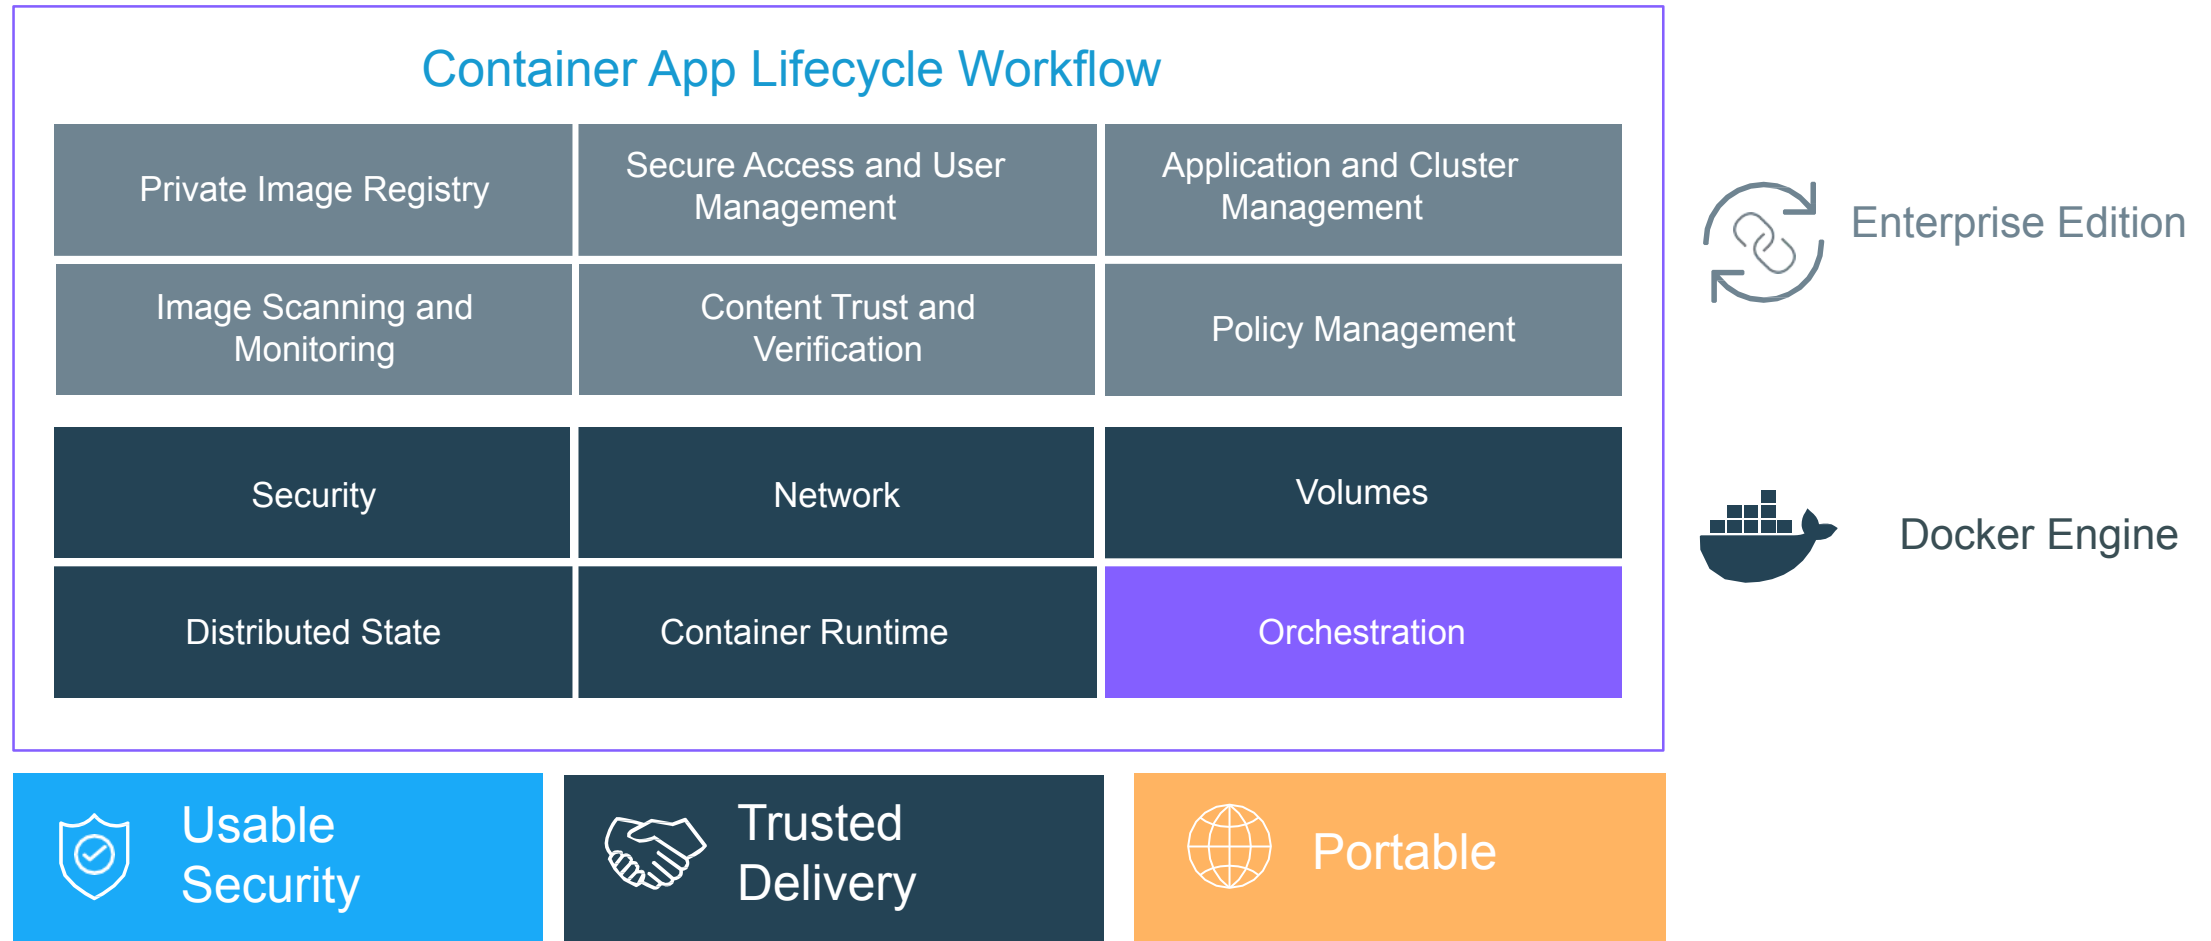 Container App Lifecycle Workflow
Private Image Registry
Secure Access and User
Management
Application and Cluster
Management
Enterprise Edition
Image Scanning and
Monitoring
Content Trust and
Verification
Policy Management
Security
Network
Volumes
Docker Engine
Distributed State
Container Runtime
Orchestration
Usable
Security
Trusted
Delivery
Portable